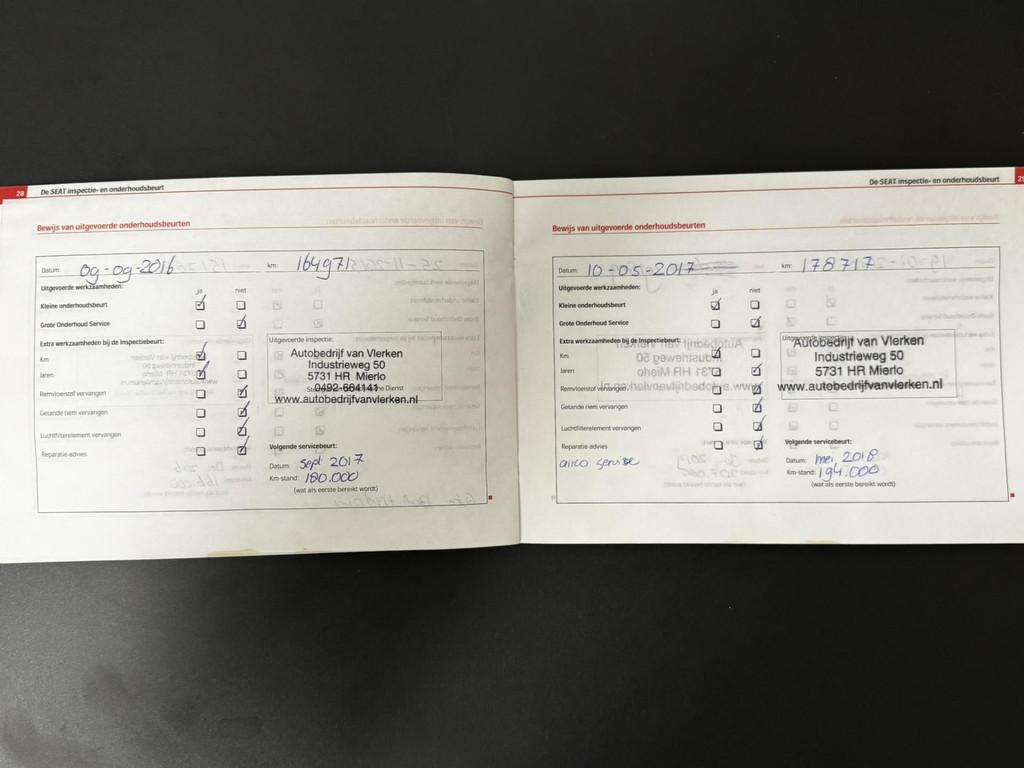 28 De SEAT inspectie- en onderhoudsbeurt
Bewijs van uitgevoerde onderhoudsbeurten
Datum: 09-09-2016 km: 164971
Uitgevoerde werkzaamheden: ja niet
Kleine onderhoudsbeurt
Grote Onderhoud Service
Extra werkzaamheden bij de Inspectiebeurt:
Km
Jaren
Remvloeistof vervangen
Getande riem vervangen
Luchtfilterelement vervangen
Reparatie-advies
Uitgevoerde inspectie:
Autobedrijf van Vlerken
Industrieweg 50
5731 HR Mierlo
0492-664141 Dienst
www.autobedrijfvanvlerken.nl
Volgende servicebeurt:
Datum: Sept 2017
Km-stand: 180.000
(wat als eerste bereikt wordt)
De SEAT inspectie- en onderhoudsbeurt
Bewijs van uitgevoerde onderhoudsbeurten
Datum: 10-05-2017 km: 178717
Uitgevoerde werkzaamheden: ja niet
Kleine onderhoudsbeurt
Grote Onderhoud Service
Extra werkzaamheden bij de Inspectiebeurt:
Km
Jaren
Remvloeistof vervangen
Getande riem vervangen
Luchtfilterelement vervangen
Reparatie-advies
airco service
Autobedrijf van Vlerken
Industrieweg 50
5731 HR Mierlo
www.autobedrijfvanvlerken.nl
Volgende servicebeurt:
Datum: mei 2018
Km-stand: 194.000
(wat als eerste bereikt wordt)